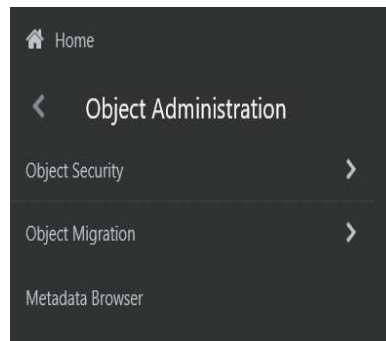 Home
Object Administration
Object Security
Object Migration
Metadata Browser